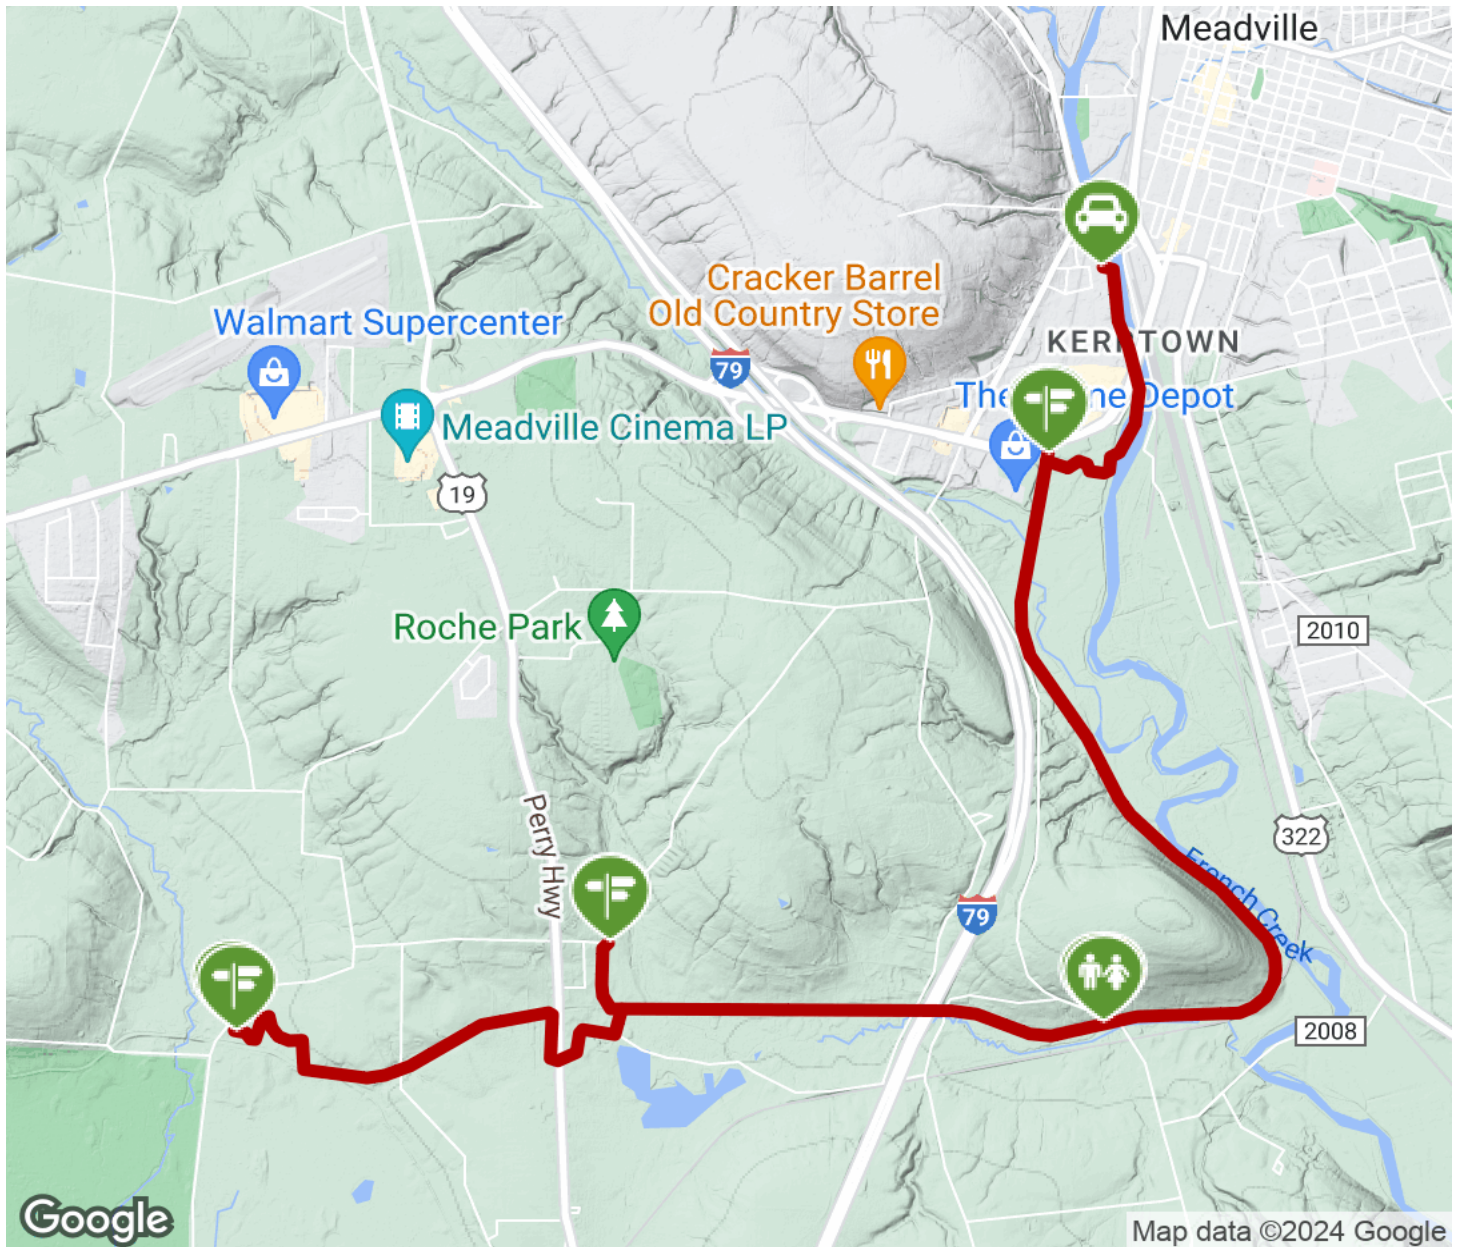 Meadville
Cracker Barrel
Old Country Store
Walmart Supercenter
KERRTOWN
79
The Home Depot
Meadville Cinema LP
19
Roche Park
2010
Perry Hwy
322
French Creek
79
2008
Google
Map data ©2024 Google